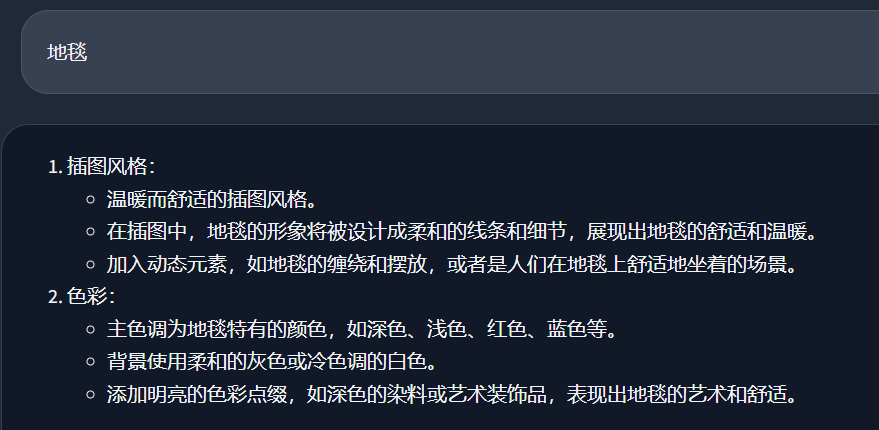 地毯
1. 插图风格：
◦ 温暖而舒适的插图风格。
◦ 在插图中，地毯的形象将被设计成柔和的线条和细节，展现出地毯的舒适和温暖。
◦ 加入动态元素，如地毯的缠绕和摆放，或者是人们在地毯上舒适地坐着的场景。
2. 色彩：
◦ 主色调为地毯特有的颜色，如深色、浅色、红色、蓝色等。
◦ 背景使用柔和的灰色或冷色调的白色。
◦ 添加明亮的色彩点缀，如深色的染料或艺术装饰品，表现出地毯的艺术和舒适。